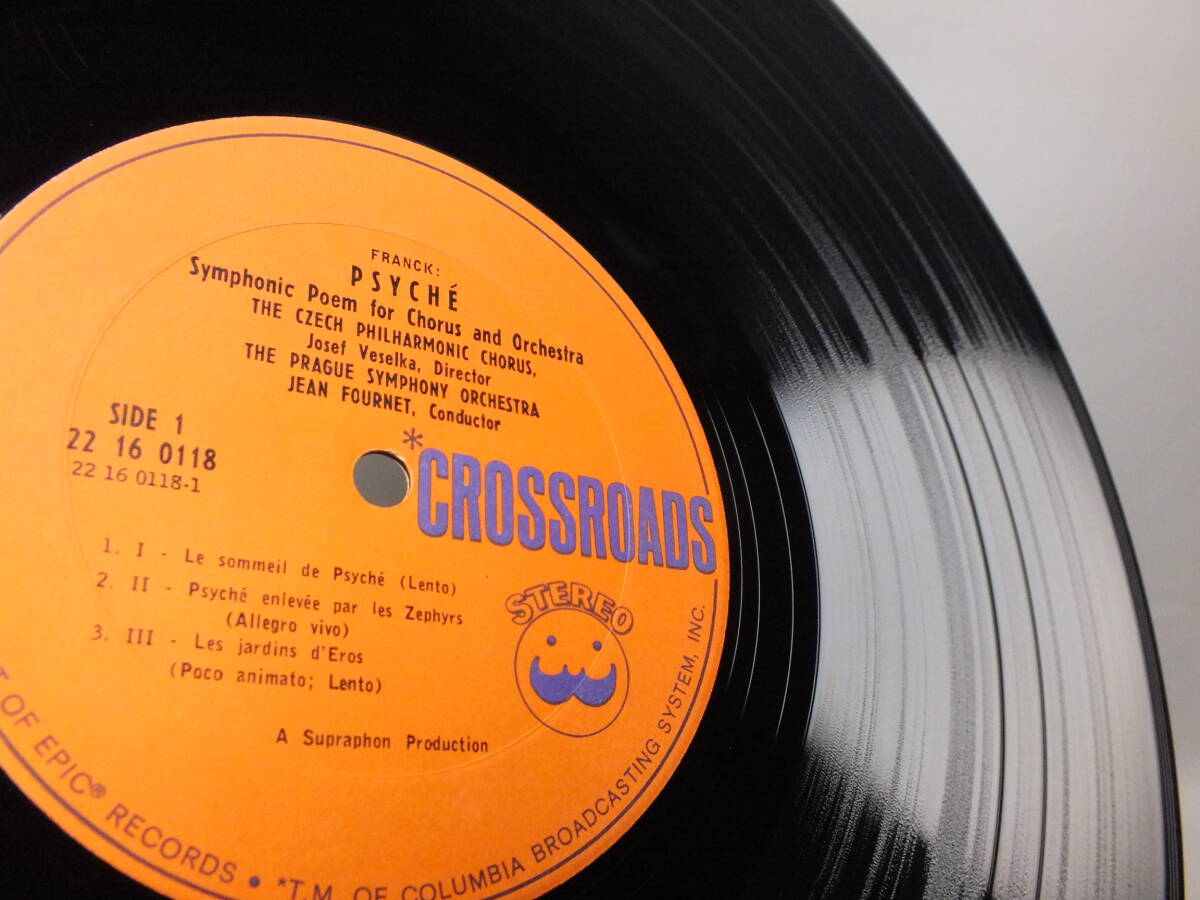 FRANCK:
PSYCHÉ
Symphonic Poem for Chorus and Orchestra
THE CZECH PHILHARMONIC CHORUS,
Josef Veselka, Director
THE PRAGUE SYMPHONY ORCHESTRA
JEAN FOURNET, Conductor
SIDE 1
22 16 0118
22 16 0118-1
*CROSSROADS
1. I - Le sommeil de Psyché (Lento)
2. II - Psyché enlevée par les Zephyrs
(Allegro vivo)
3. III - Les jardins d'Eros
(Poco animato; Lento)
STEREO
A Supraphon Production
OF EPIC® RECORDS • *T.M. OF COLUMBIA BROADCASTING SYSTEM, INC.